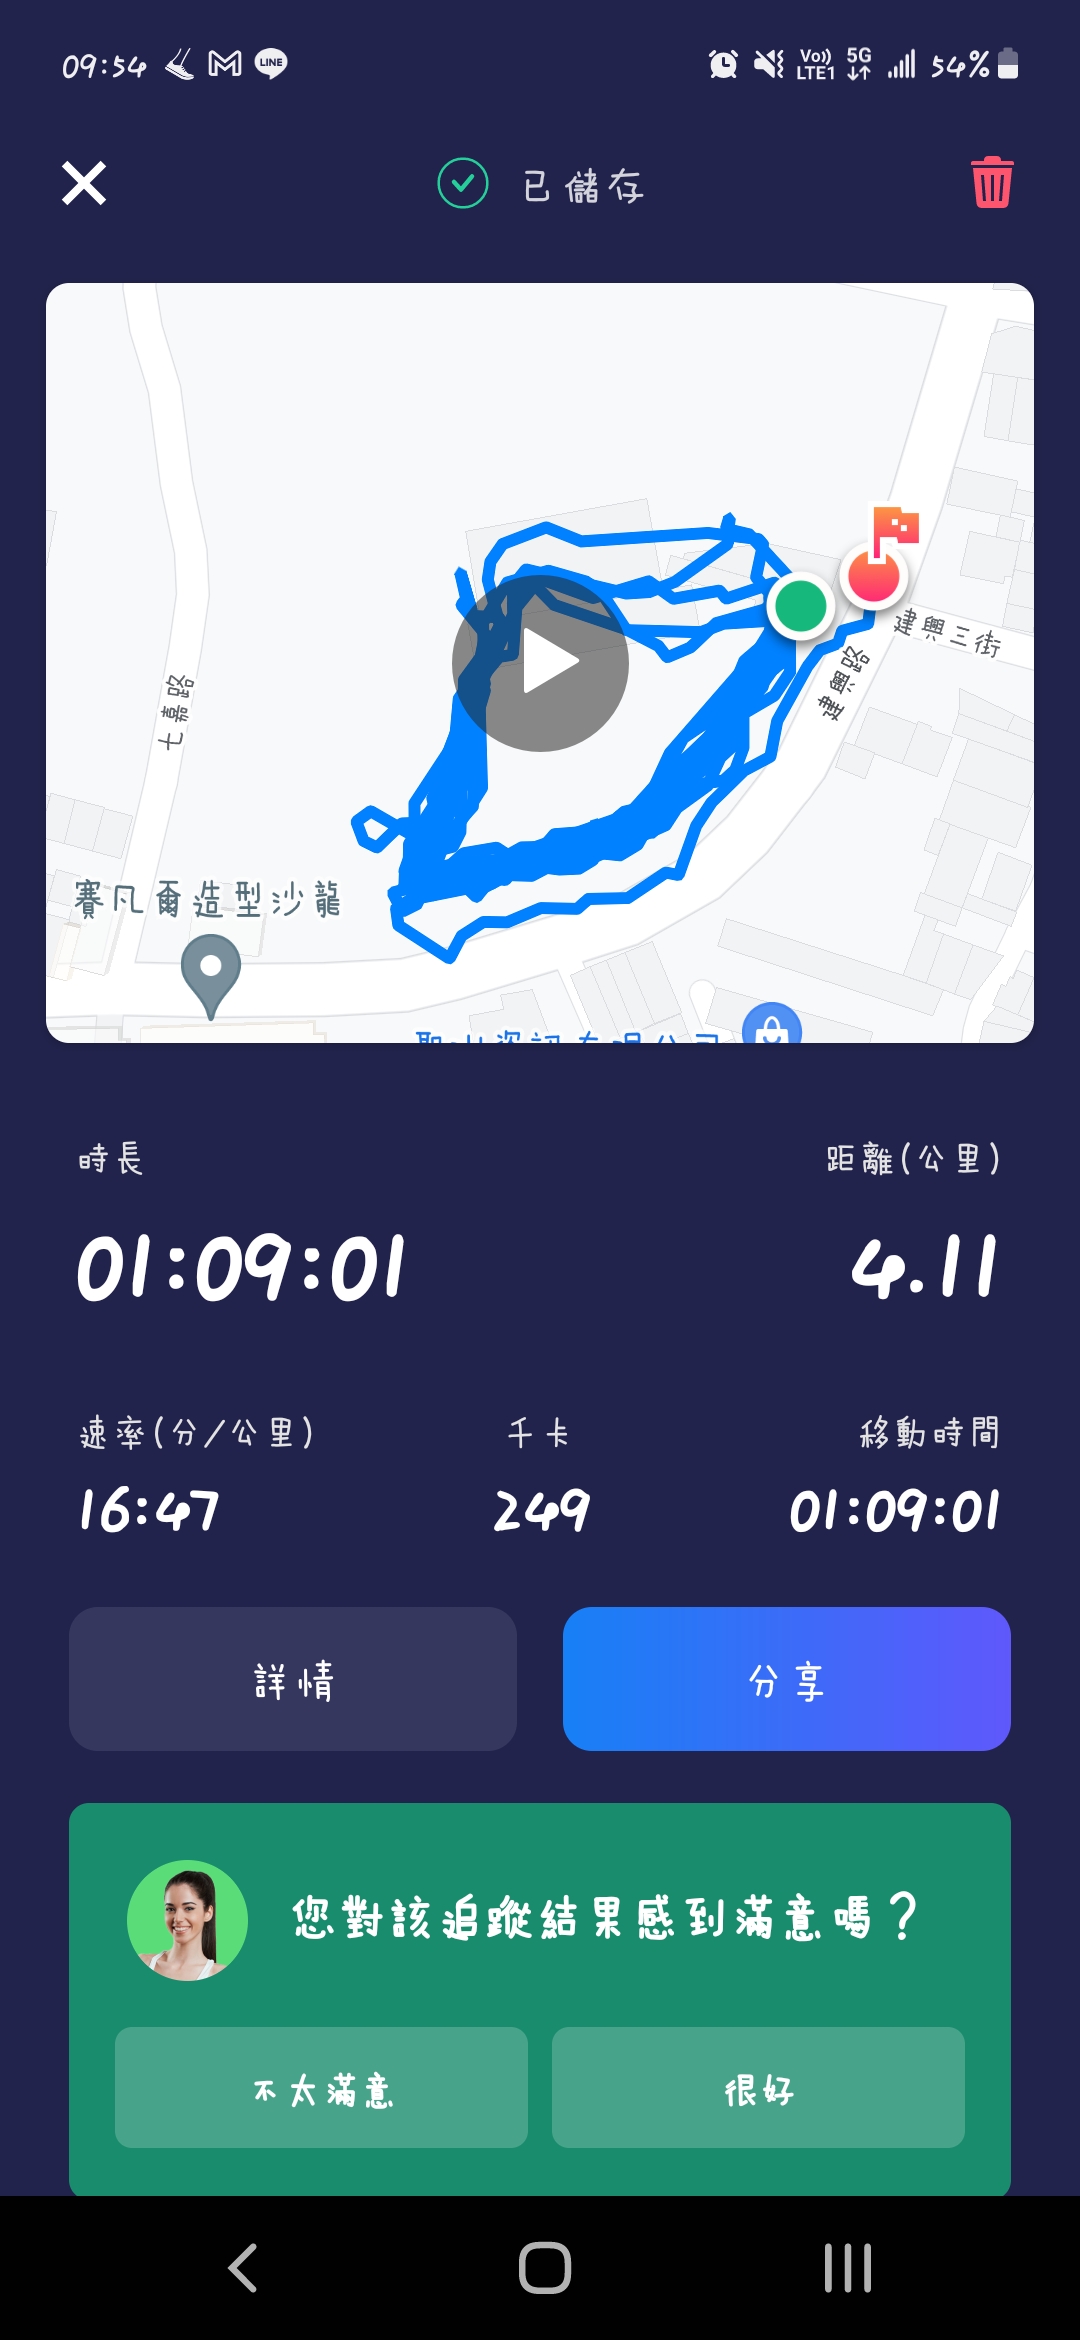 09:54 LINE Vo)) LTE1 5G 54%
已儲存
建興三街
建興路
七嘉路
賽凡爾造型沙龍
時長 距離(公里)
01:09:01 4.11
速率(分/公里) 千卡 移動時間
16:47 249 01:09:01
詳情 分享
您對該追蹤結果感到滿意嗎？
不太滿意 很好